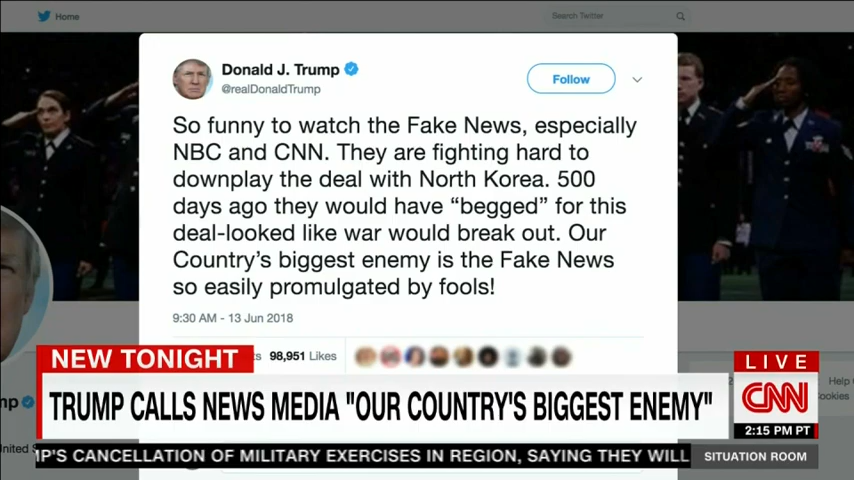 Home
Search Twitter
Donald J. Trump
@realDonaldTrump
Follow
So funny to watch the Fake News, especially
NBC and CNN. They are fighting hard to
downplay the deal with North Korea. 500
days ago they would have “begged” for this
deal-looked like war would break out. Our
Country’s biggest enemy is the Fake News
so easily promulgated by fools!
9:30 AM - 13 Jun 2018
98,951 Likes
NEW TONIGHT
TRUMP CALLS NEWS MEDIA "OUR COUNTRY'S BIGGEST ENEMY"
LIVE
CNN
2:15 PM PT
Help
MP'S CANCELLATION OF MILITARY EXERCISES IN REGION, SAYING THEY WILL
SITUATION ROOM